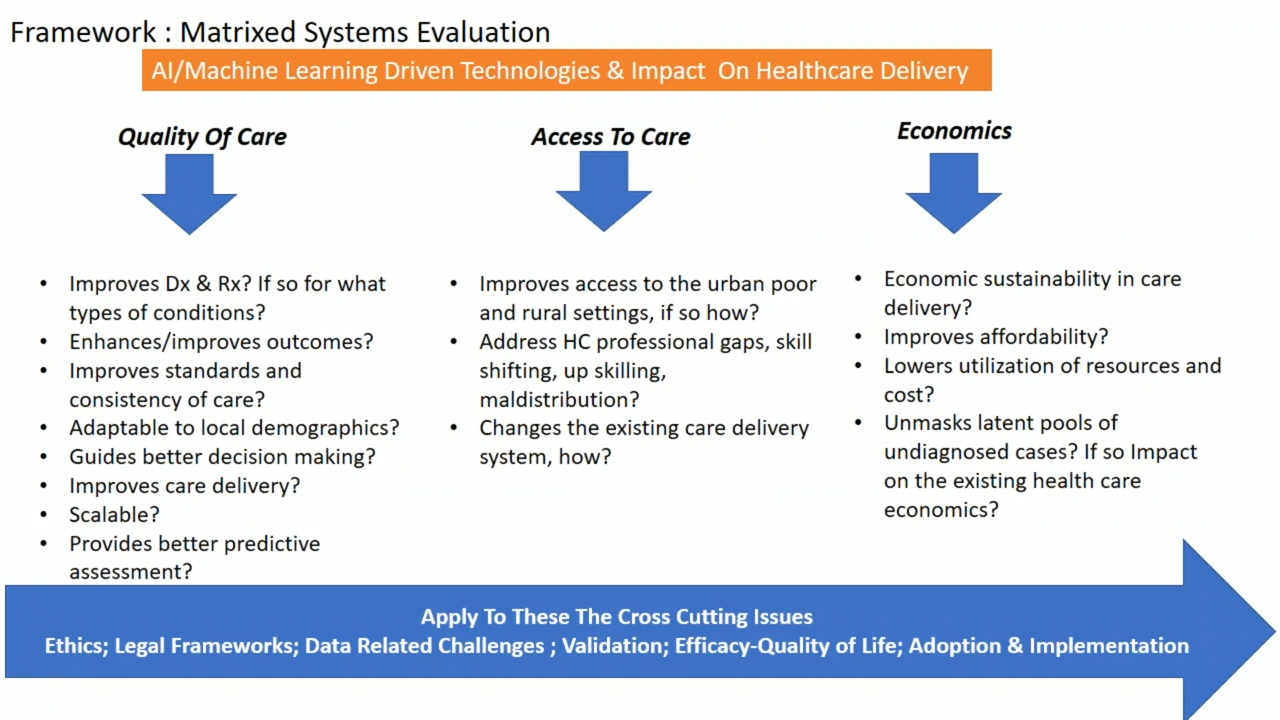 Framework : Matrixed Systems Evaluation
AI/Machine Learning Driven Technologies & Impact On Healthcare Delivery
Quality Of Care
• Improves Dx & Rx? If so for what
types of conditions?
• Enhances/improves outcomes?
• Improves standards and
consistency of care?
• Adaptable to local demographics?
• Guides better decision making?
• Improves care delivery?
• Scalable?
• Provides better predictive
assessment?
Access To Care
• Improves access to the urban poor
and rural settings, if so how?
• Address HC professional gaps, skill
shifting, up skilling,
maldistribution?
• Changes the existing care delivery
system, how?
Economics
• Economic sustainability in care
delivery?
• Improves affordability?
• Lowers utilization of resources and
cost?
• Unmasks latent pools of
undiagnosed cases? If so Impact
on the existing health care
economics?
Apply To These The Cross Cutting Issues
Ethics; Legal Frameworks; Data Related Challenges ; Validation; Efficacy-Quality of Life; Adoption & Implementation